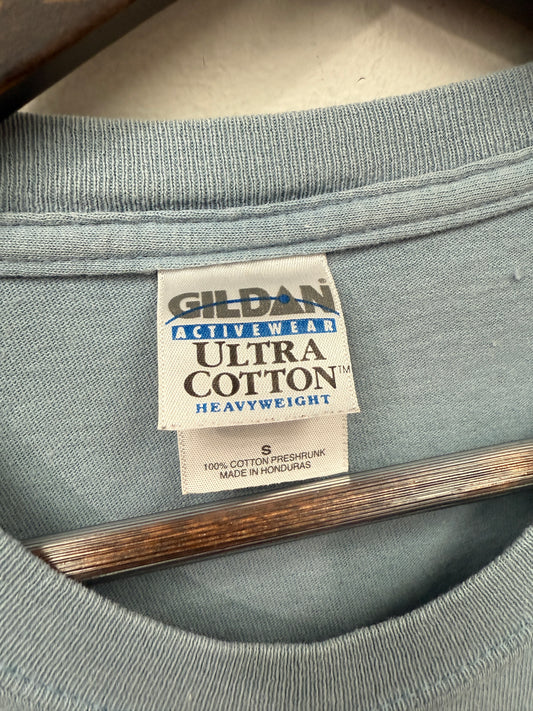 GILDAN®
ACTIVEWEAR
ULTRA
COTTON™
HEAVYWEIGHT
S
100% COTTON PRESHRUNK
MADE IN HONDURAS